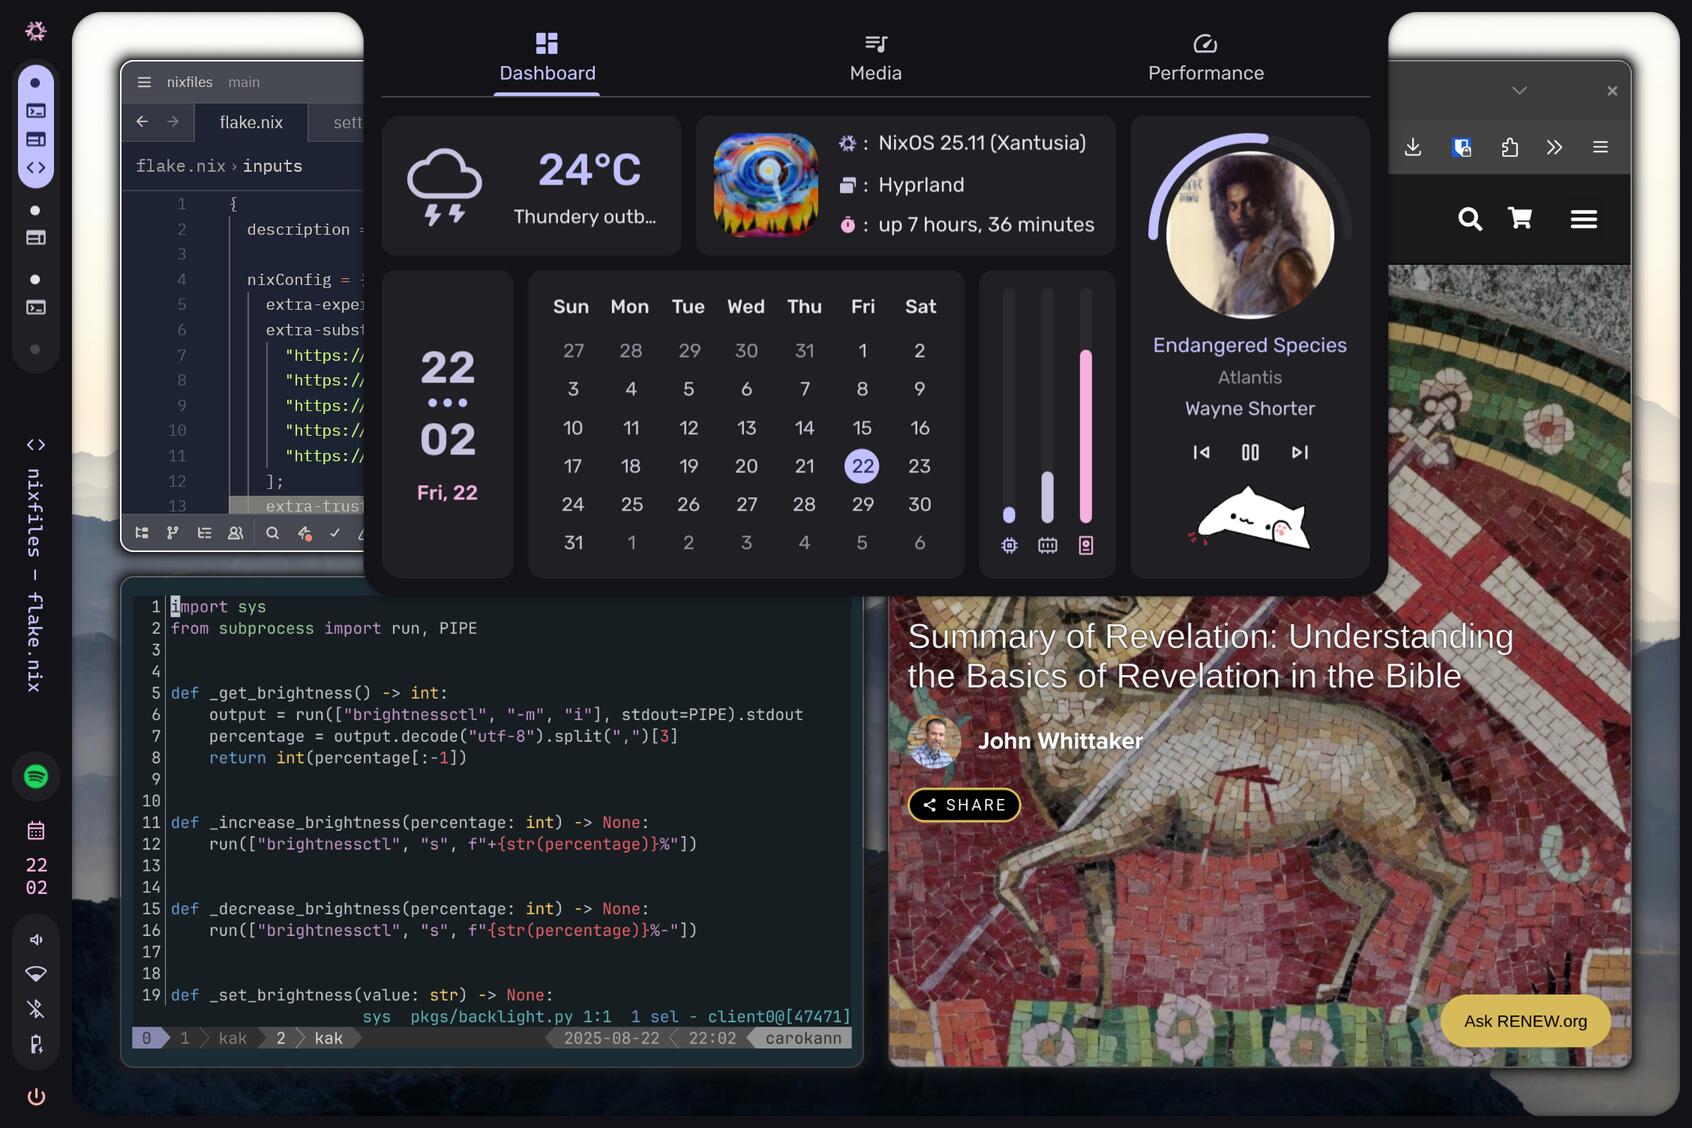 Dashboard
Media
Performance
24°C
Thundery outb...
: NixOS 25.11 (Xantusia)
: Hyprland
: up 7 hours, 36 minutes
22
02
Fri, 22
Sun Mon Tue Wed Thu Fri Sat
27 28 29 30 31 1 2
3 4 5 6 7 8 9
10 11 12 13 14 15 16
17 18 19 20 21 22 23
24 25 26 27 28 29 30
31 1 2 3 4 5 6
Endangered Species
Atlantis
Wayne Shorter
nixfiles main
flake.nix sett
flake.nix › inputs
1 {
2 description =
3
4 nixConfig = {
5 extra-exper
6 extra-subst
7 "https://
8 "https://
9 "https://
10 "https://
11 "https://
12 ];
13 extra-trust
nixfiles — flake.nix
22
02
1 import sys
2 from subprocess import run, PIPE
3
4
5 def _get_brightness() -> int:
6 output = run(["brightnessctl", "-m", "i"], stdout=PIPE).stdout
7 percentage = output.decode("utf-8").split(",")[3]
8 return int(percentage[:-1])
9
10
11 def _increase_brightness(percentage: int) -> None:
12 run(["brightnessctl", "s", f"+{str(percentage)}%"])
13
14
15 def _decrease_brightness(percentage: int) -> None:
16 run(["brightnessctl", "s", f"{str(percentage)}%-"])
17
18
19 def _set_brightness(value: str) -> None:
sys pkgs/backlight.py 1:1 1 sel - client0@[47471]
0 1 kak 2 kak 2025-08-22 22:02 carokann
Summary of Revelation: Understanding
the Basics of Revelation in the Bible
John Whittaker
SHARE
Ask RENEW.org